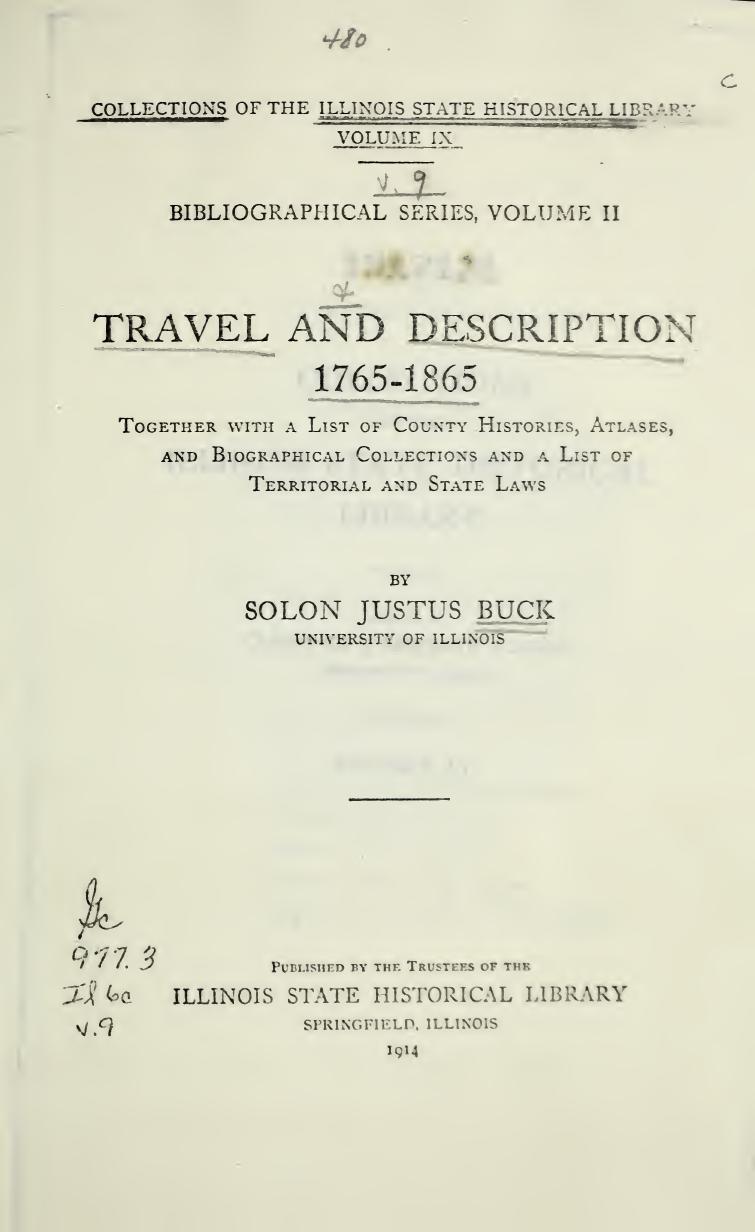 480
C
COLLECTIONS OF THE ILLINOIS STATE HISTORICAL LIBRARY
VOLUME IX
v. 9
BIBLIOGRAPHICAL SERIES, VOLUME II
TRAVEL AND DESCRIPTION
1765-1865
TOGETHER WITH A LIST OF COUNTY HISTORIES, ATLASES,
AND BIOGRAPHICAL COLLECTIONS AND A LIST OF
TERRITORIAL AND STATE LAWS
BY
SOLON JUSTUS BUCK
UNIVERSITY OF ILLINOIS
Gc
977.3
Il6c
v.9
PUBLISHED BY THE TRUSTEES OF THE
ILLINOIS STATE HISTORICAL LIBRARY
SPRINGFIELD, ILLINOIS
1914